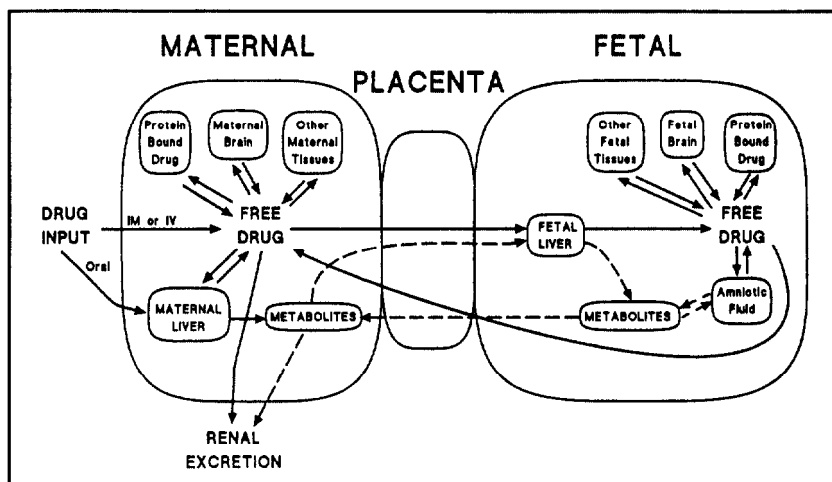 MATERNAL
FETAL
PLACENTA
Protein
Bound
Drug
Maternal
Brain
Other
Maternal
Tissues
Other
Fetal
Tissues
Fetal
Brain
Protein
Bound
Drug
DRUG
INPUT
IM or IV
Oral
FREE
DRUG
FETAL
LIVER
FREE
DRUG
MATERNAL
LIVER
METABOLITES
METABOLITES
Amniotic
Fluid
RENAL
EXCRETION